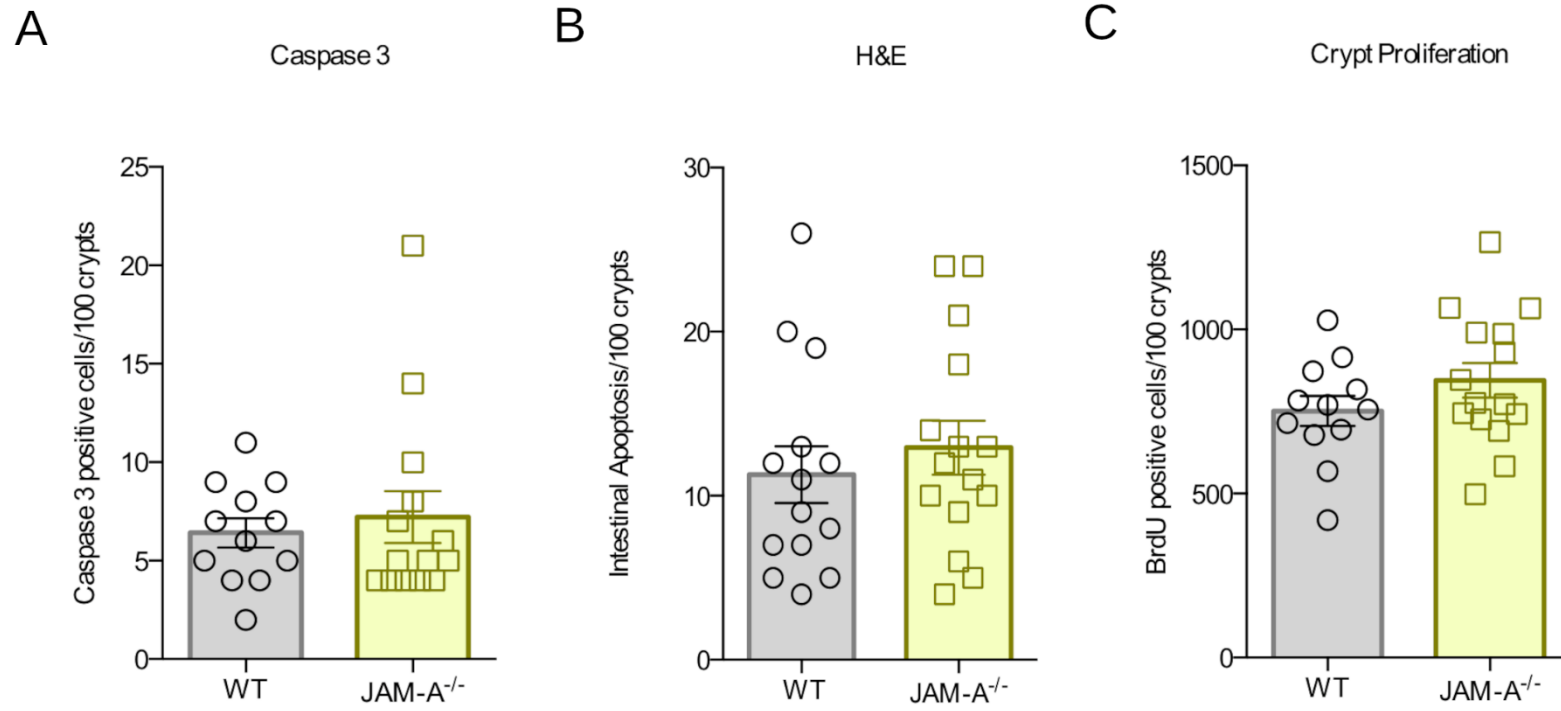 A
Caspase 3
Caspase 3 positive cells/100 crypts
25
20
15
10
5
0
WT
JAM-A-/-
B
H&E
Intestinal Apoptosis/100 crypts
30
20
10
0
WT
JAM-A-/-
C
Crypt Proliferation
BrdU positive cells/100 crypts
1500
1000
500
0
WT
JAM-A-/-